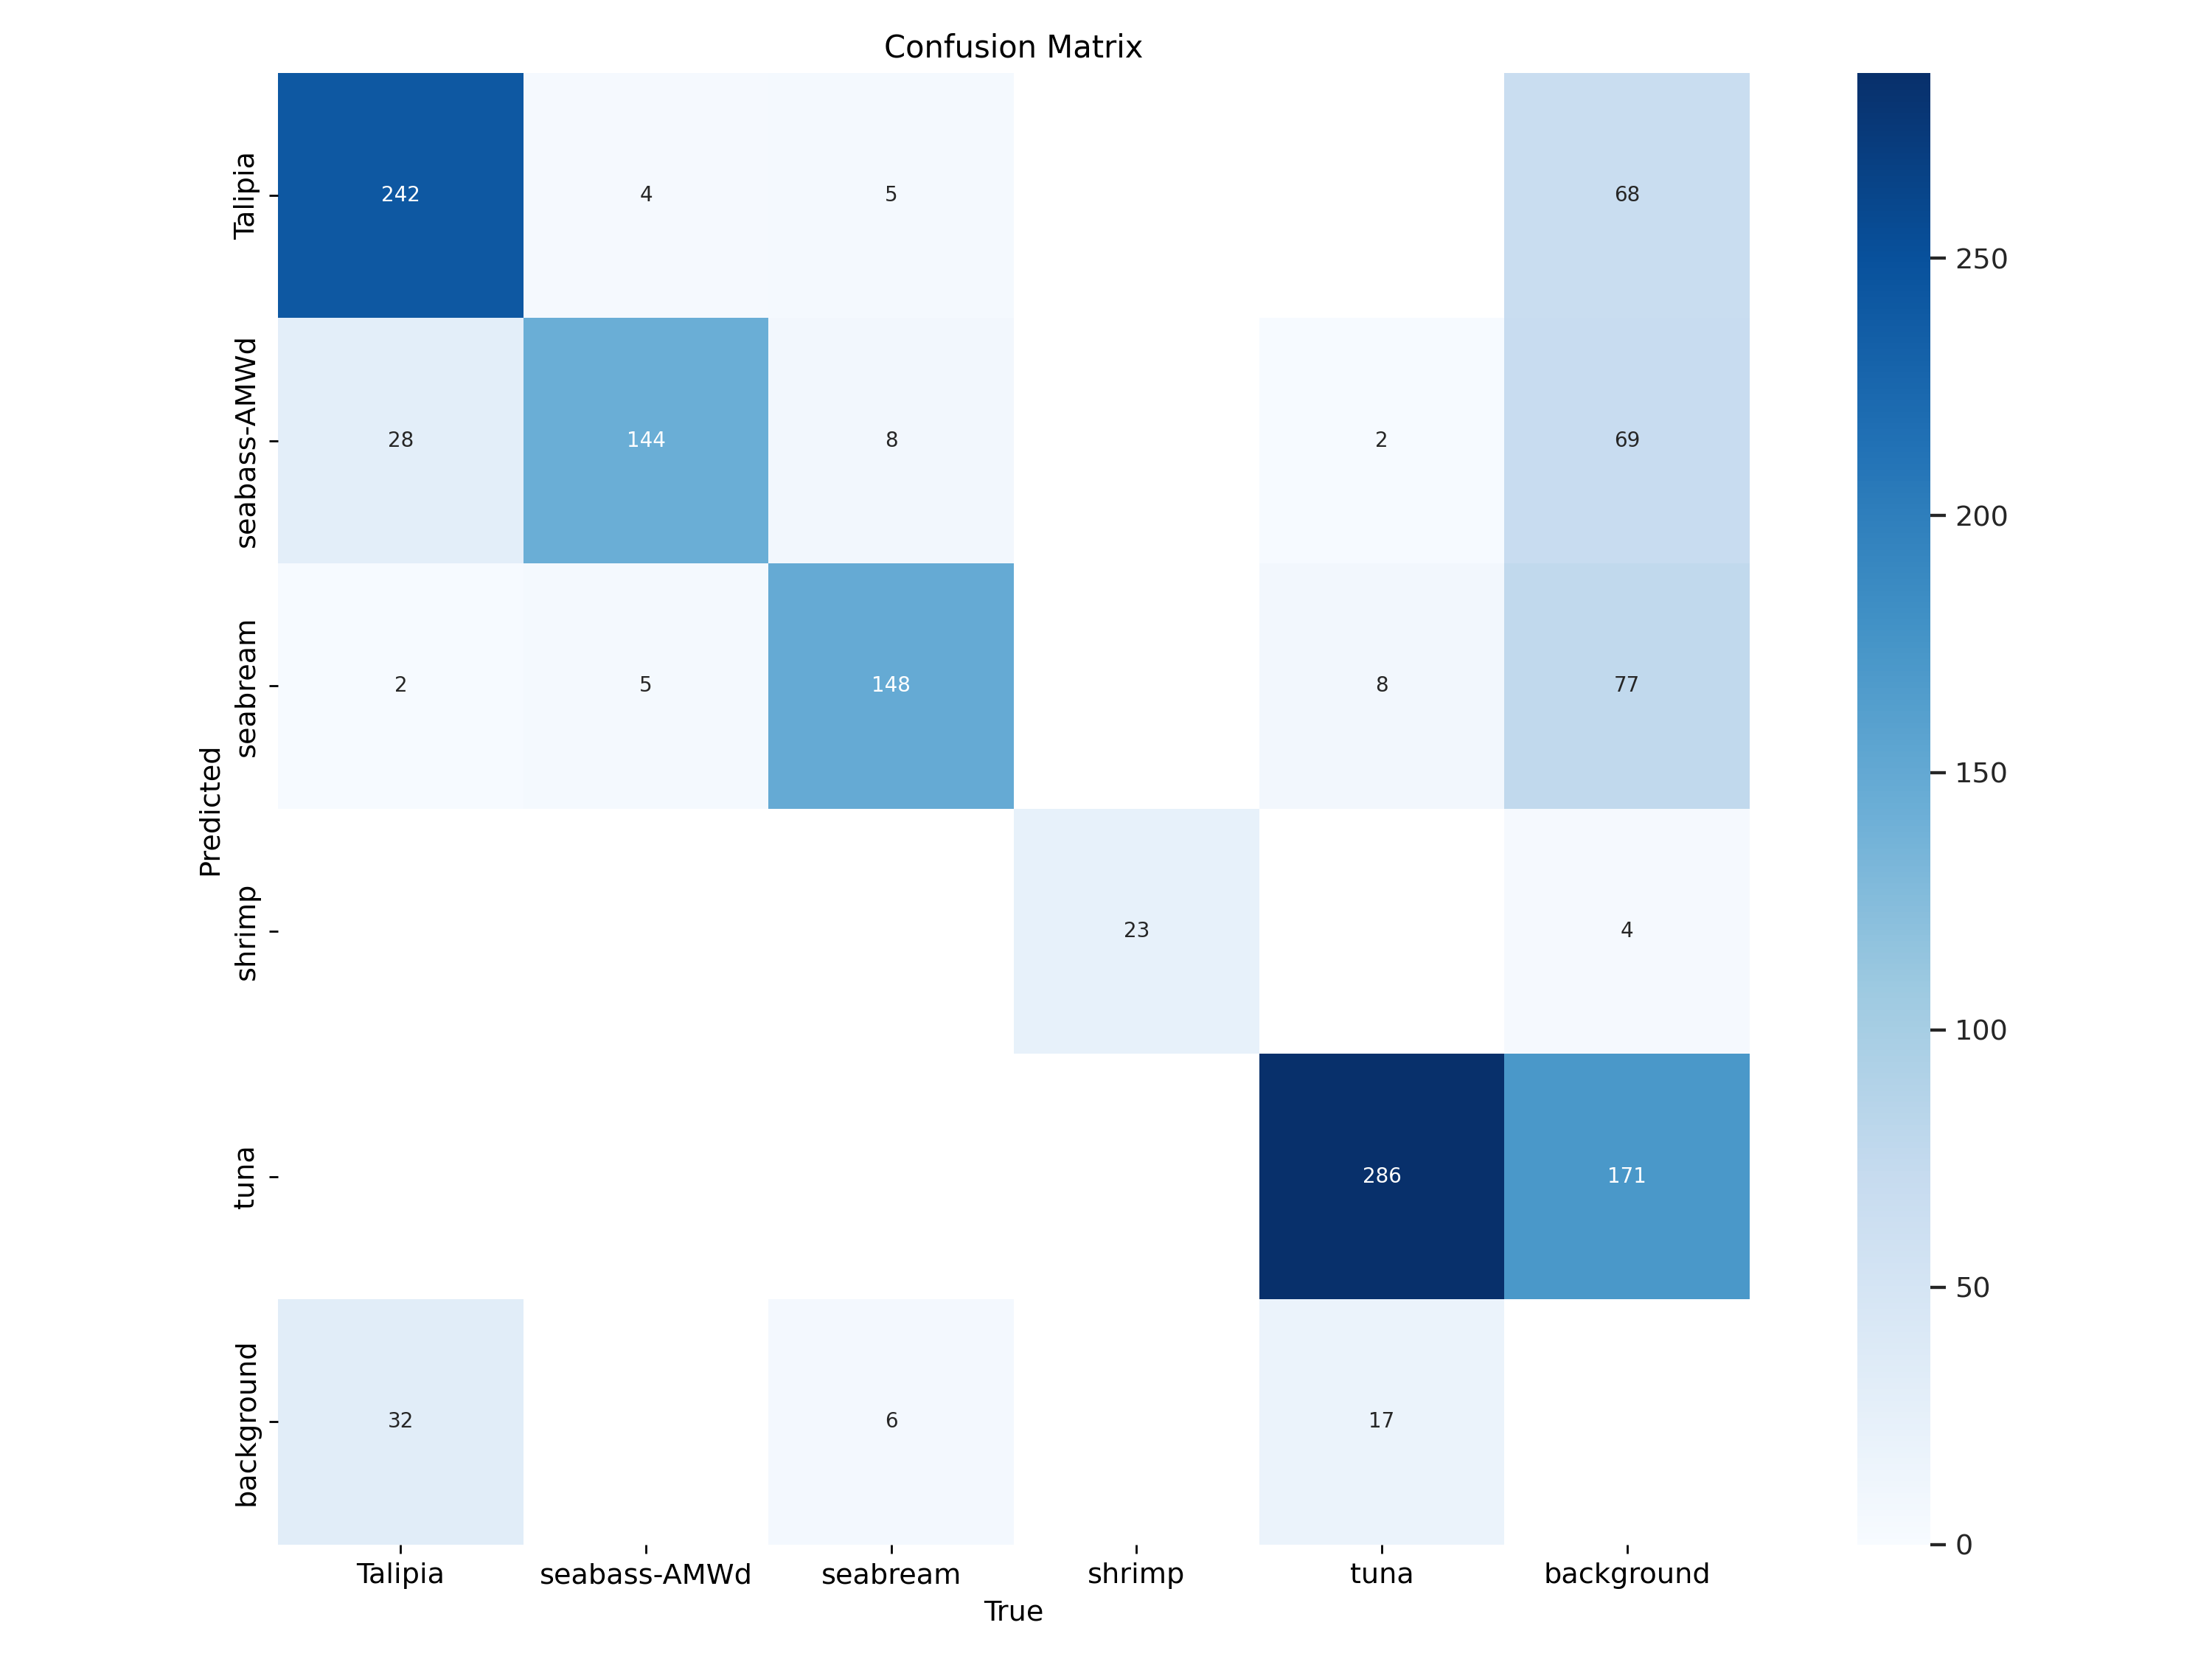 Confusion Matrix
Talipia
242
4
5
68
seabass-AMWd
28
144
8
2
69
seabream
2
5
148
8
77
shrimp
23
4
tuna
286
171
background
32
6
17
Predicted
Talipia
seabass-AMWd
seabream
shrimp
tuna
background
True
250
200
150
100
50
0